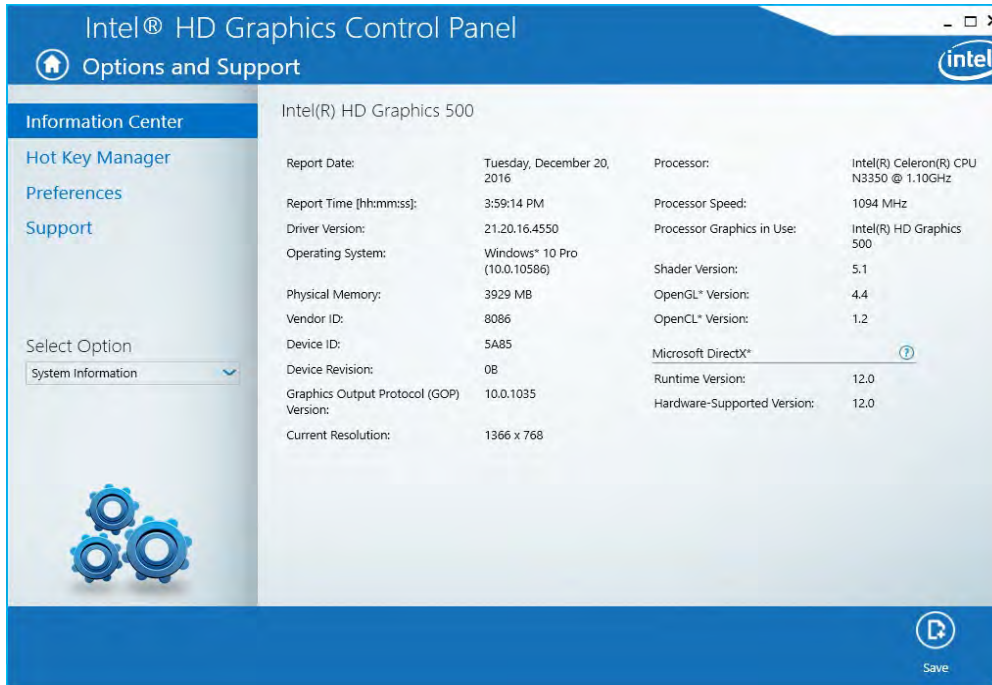 Intel® HD Graphics Control Panel
Options and Support
intel
Information Center
Hot Key Manager
Preferences
Support
Select Option
System Information
Intel(R) HD Graphics 500
Report Date: Tuesday, December 20,
2016
Report Time [hh:mm:ss]: 3:59:14 PM
Driver Version: 21.20.16.4550
Operating System: Windows* 10 Pro
(10.0.10586)
Physical Memory: 3929 MB
Vendor ID: 8086
Device ID: 5A85
Device Revision: 0B
Graphics Output Protocol (GOP) 10.0.1035
Version:
Current Resolution: 1366 x 768
Processor: Intel(R) Celeron(R) CPU
N3350 @ 1.10GHz
Processor Speed: 1094 MHz
Processor Graphics in Use: Intel(R) HD Graphics
500
Shader Version: 5.1
OpenGL* Version: 4.4
OpenCL* Version: 1.2
Microsoft DirectX* ?
Runtime Version: 12.0
Hardware-Supported Version: 12.0
Save